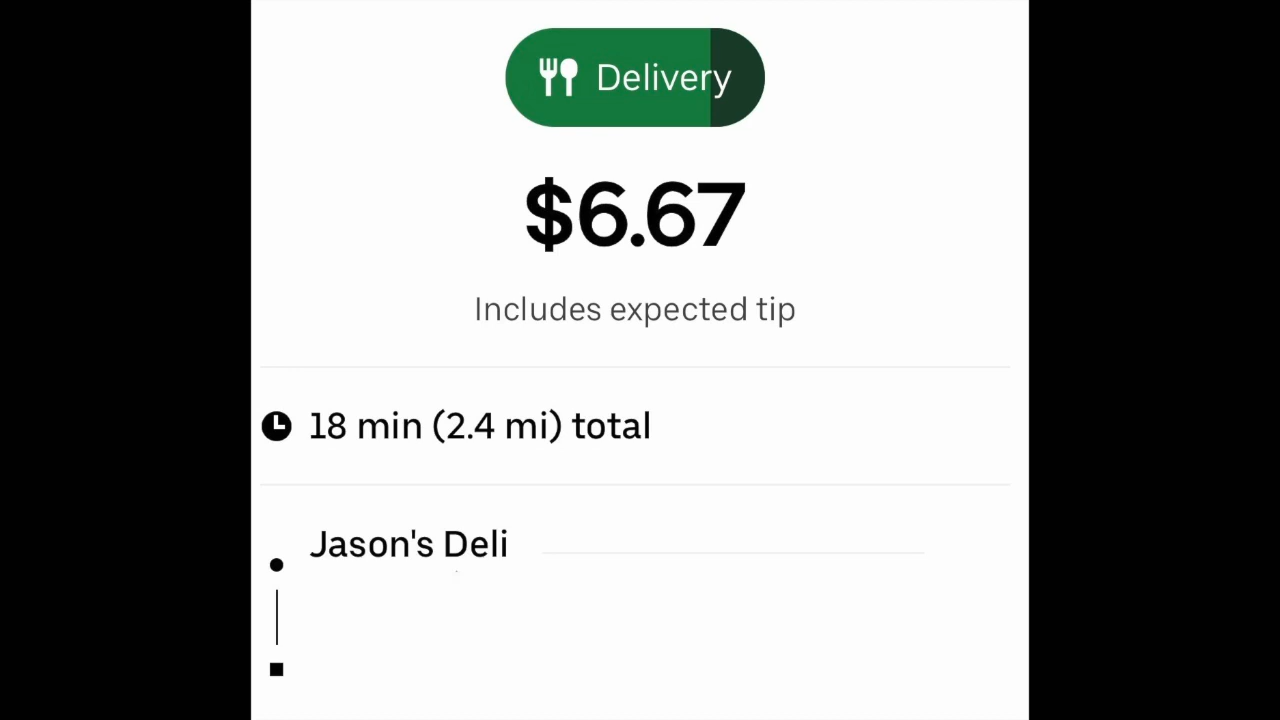 Delivery
$6.67
Includes expected tip
18 min (2.4 mi) total
Jason's Deli